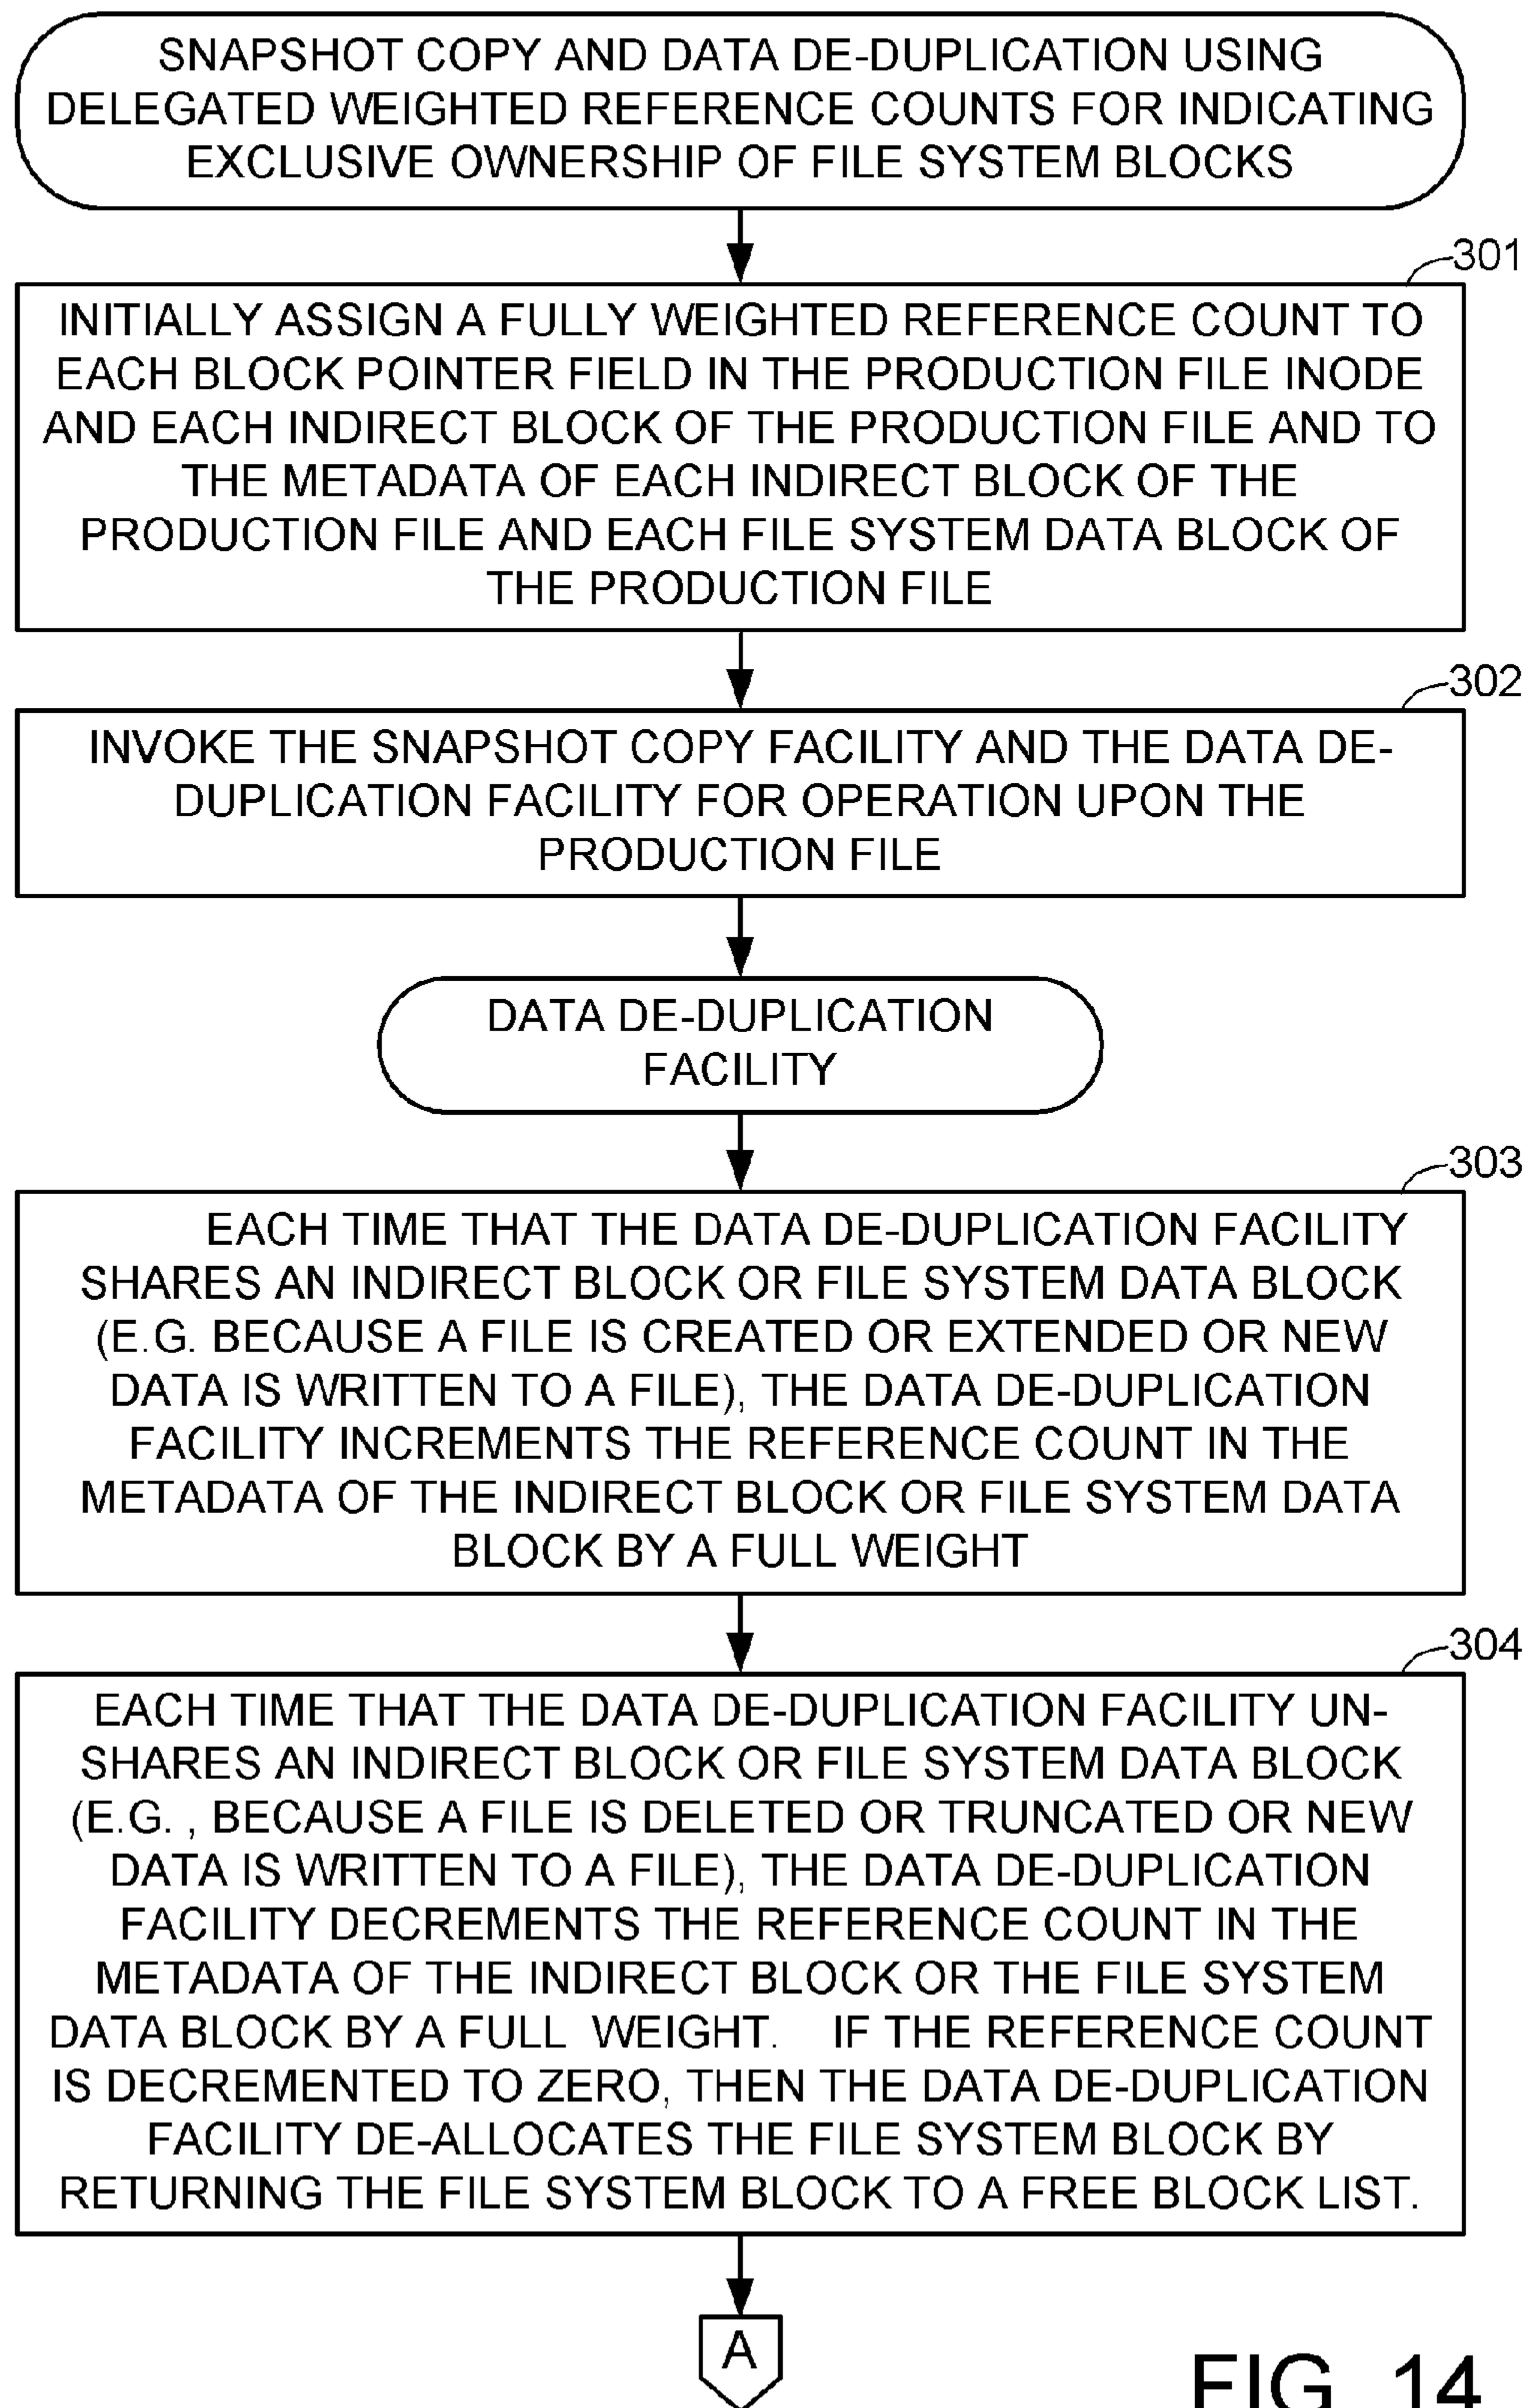 SNAPSHOT COPY AND DATA DE-DUPLICATION USING
DELEGATED WEIGHTED REFERENCE COUNTS FOR INDICATING
EXCLUSIVE OWNERSHIP OF FILE SYSTEM BLOCKS
301
INITIALLY ASSIGN A FULLY WEIGHTED REFERENCE COUNT TO
EACH BLOCK POINTER FIELD IN THE PRODUCTION FILE INODE
AND EACH INDIRECT BLOCK OF THE PRODUCTION FILE AND TO
THE METADATA OF EACH INDIRECT BLOCK OF THE
PRODUCTION FILE AND EACH FILE SYSTEM DATA BLOCK OF
THE PRODUCTION FILE
302
INVOKE THE SNAPSHOT COPY FACILITY AND THE DATA DE-
DUPLICATION FACILITY FOR OPERATION UPON THE
PRODUCTION FILE
DATA DE-DUPLICATION
FACILITY
303
EACH TIME THAT THE DATA DE-DUPLICATION FACILITY
SHARES AN INDIRECT BLOCK OR FILE SYSTEM DATA BLOCK
(E.G. BECAUSE A FILE IS CREATED OR EXTENDED OR NEW
DATA IS WRITTEN TO A FILE), THE DATA DE-DUPLICATION
FACILITY INCREMENTS THE REFERENCE COUNT IN THE
METADATA OF THE INDIRECT BLOCK OR FILE SYSTEM DATA
BLOCK BY A FULL WEIGHT
304
EACH TIME THAT THE DATA DE-DUPLICATION FACILITY UN-
SHARES AN INDIRECT BLOCK OR FILE SYSTEM DATA BLOCK
(E.G. , BECAUSE A FILE IS DELETED OR TRUNCATED OR NEW
DATA IS WRITTEN TO A FILE), THE DATA DE-DUPLICATION
FACILITY DECREMENTS THE REFERENCE COUNT IN THE
METADATA OF THE INDIRECT BLOCK OR THE FILE SYSTEM
DATA BLOCK BY A FULL WEIGHT. IF THE REFERENCE COUNT
IS DECREMENTED TO ZERO, THEN THE DATA DE-DUPLICATION
FACILITY DE-ALLOCATES THE FILE SYSTEM BLOCK BY
RETURNING THE FILE SYSTEM BLOCK TO A FREE BLOCK LIST.
A
FIG. 14